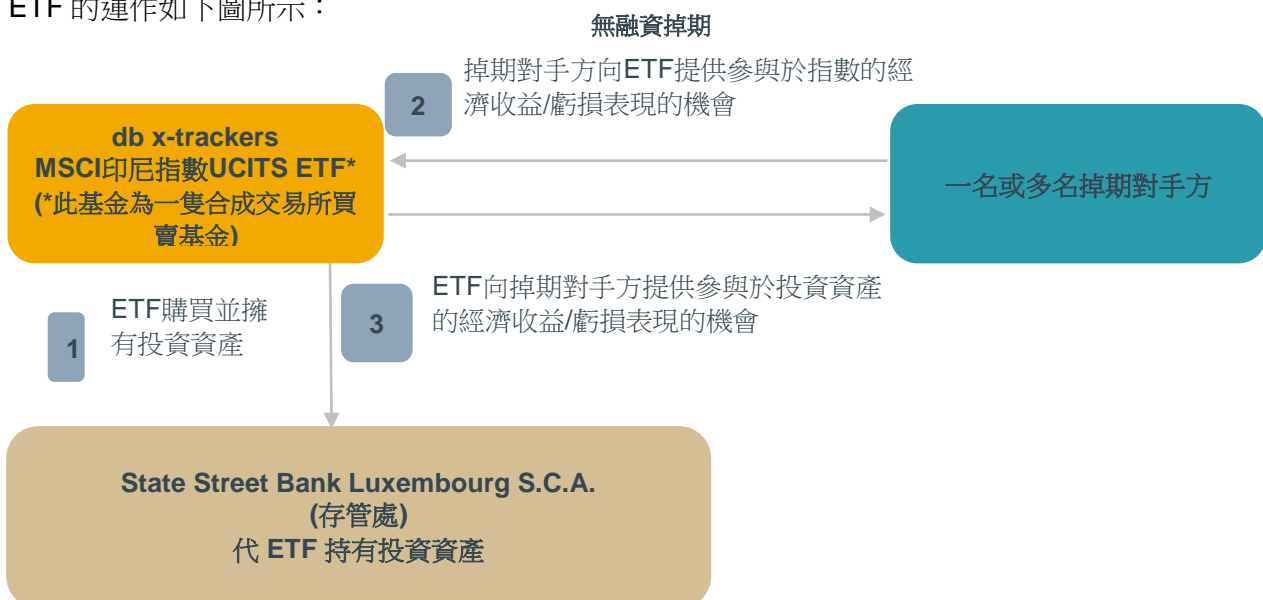 ETF 的運作如下圖所示：
無融資掉期
掉期對手方向ETF提供參與於指數的經
濟收益/虧損表現的機會
2
db x-trackers
MSCI印尼指數UCITS ETF*
(*此基金為一隻合成交易所買
賣基金)
一名或多名掉期對手方
ETF購買並擁
有投資資產
1
ETF向掉期對手方提供參與於投資資產
的經濟收益/虧損表現的機會
3
State Street Bank Luxembourg S.C.A.
(存管處)
代 ETF 持有投資資產